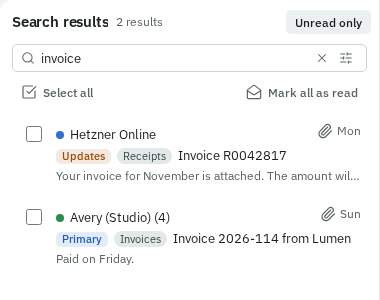 Search results 2 results Unread only
invoice
Select all Mark all as read
Hetzner Online Mon
Updates Receipts Invoice R0042817
Your invoice for November is attached. The amount wil...
Avery (Studio) (4) Sun
Primary Invoices Invoice 2026-114 from Lumen
Paid on Friday.